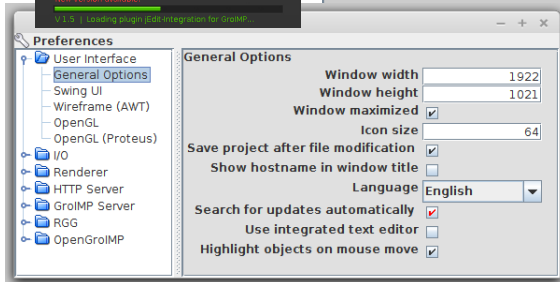 New version available!
V 1.5 | Loading plugin jEdit-Integration for GroIMP...
Preferences
User Interface
General Options
Swing UI
Wireframe (AWT)
OpenGL
OpenGL (Proteus)
I/O
Renderer
HTTP Server
GroIMP Server
RGG
OpenGroIMP
General Options
Window width 1922
Window height 1021
Window maximized
Icon size 64
Save project after file modification
Show hostname in window title
Language English
Search for updates automatically
Use integrated text editor
Highlight objects on mouse move